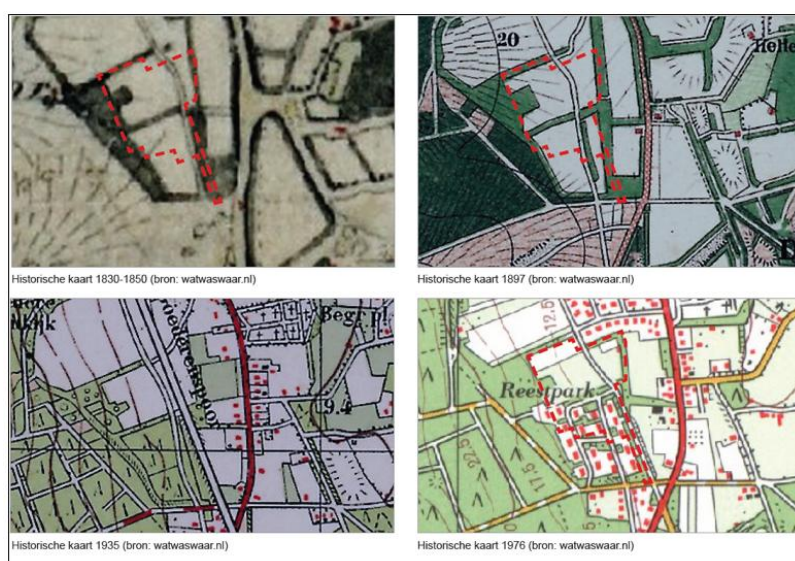 20
Helle
D
Historische kaart 1830-1850 (bron: watwaswaar.nl)
Historische kaart 1897 (bron: watwaswaar.nl)
Begr. pl.
9.4
12.5
Reestpark
22.5
17.5
Historische kaart 1935 (bron: watwaswaar.nl)
Historische kaart 1976 (bron: watwaswaar.nl)